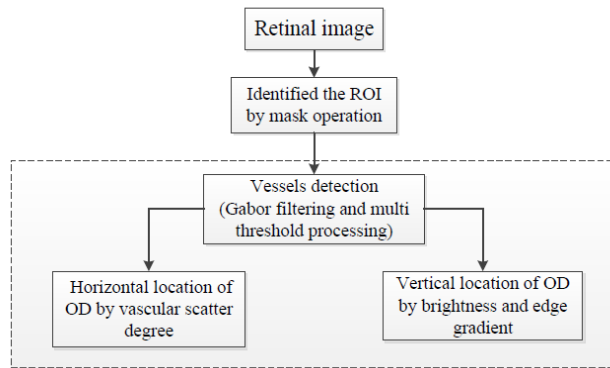 Retinal image
Identified the ROI
by mask operation
Vessels detection
(Gabor filtering and multi
threshold processing)
Horizontal location of
OD by vascular scatter
degree
Vertical location of OD
by brightness and edge
gradient